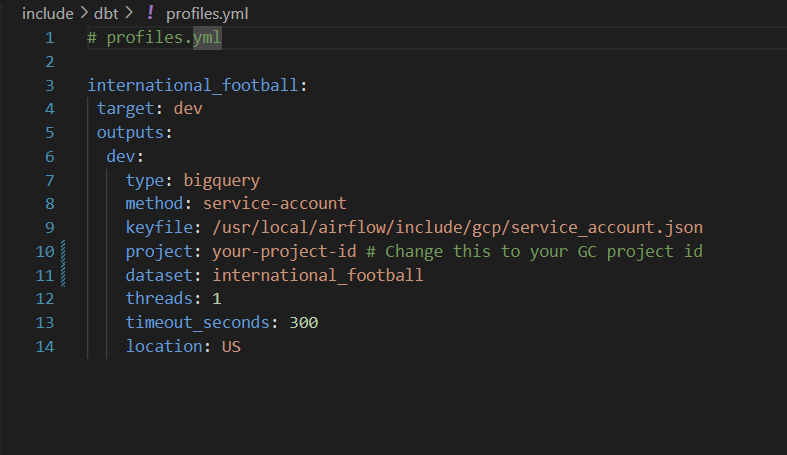 include > dbt > ! profiles.yml
1 # profiles.yml
2
3 international_football:
4 target: dev
5 outputs:
6 dev:
7 type: bigquery
8 method: service-account
9 keyfile: /usr/local/airflow/include/gcp/service_account.json
10 project: your-project-id # Change this to your GC project id
11 dataset: international_football
12 threads: 1
13 timeout_seconds: 300
14 location: US